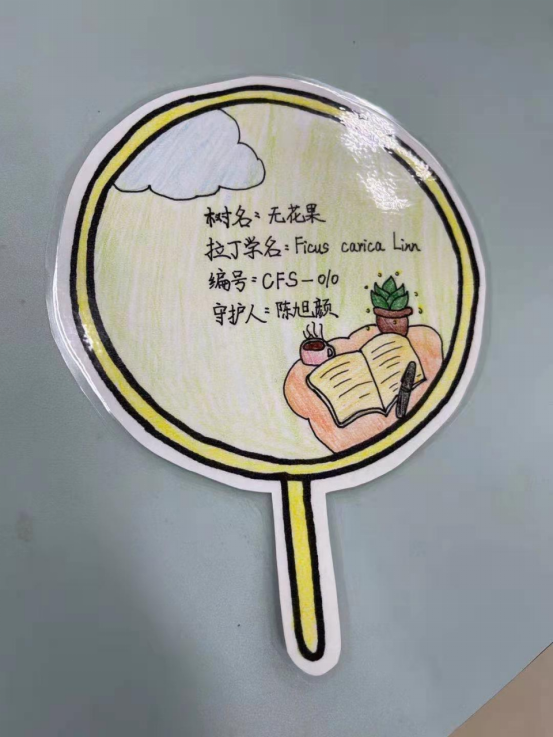 树名：无花果
拉丁学名：Ficus carica Linn
编号：CFS-010
守护人：陈旭颜